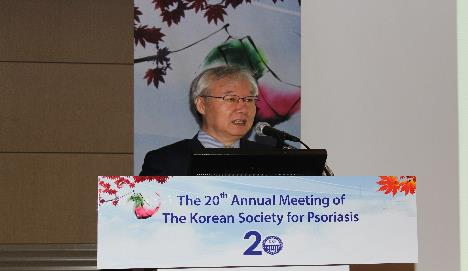 The 20th Annual Meeting of
The Korean Society for Psoriasis
20